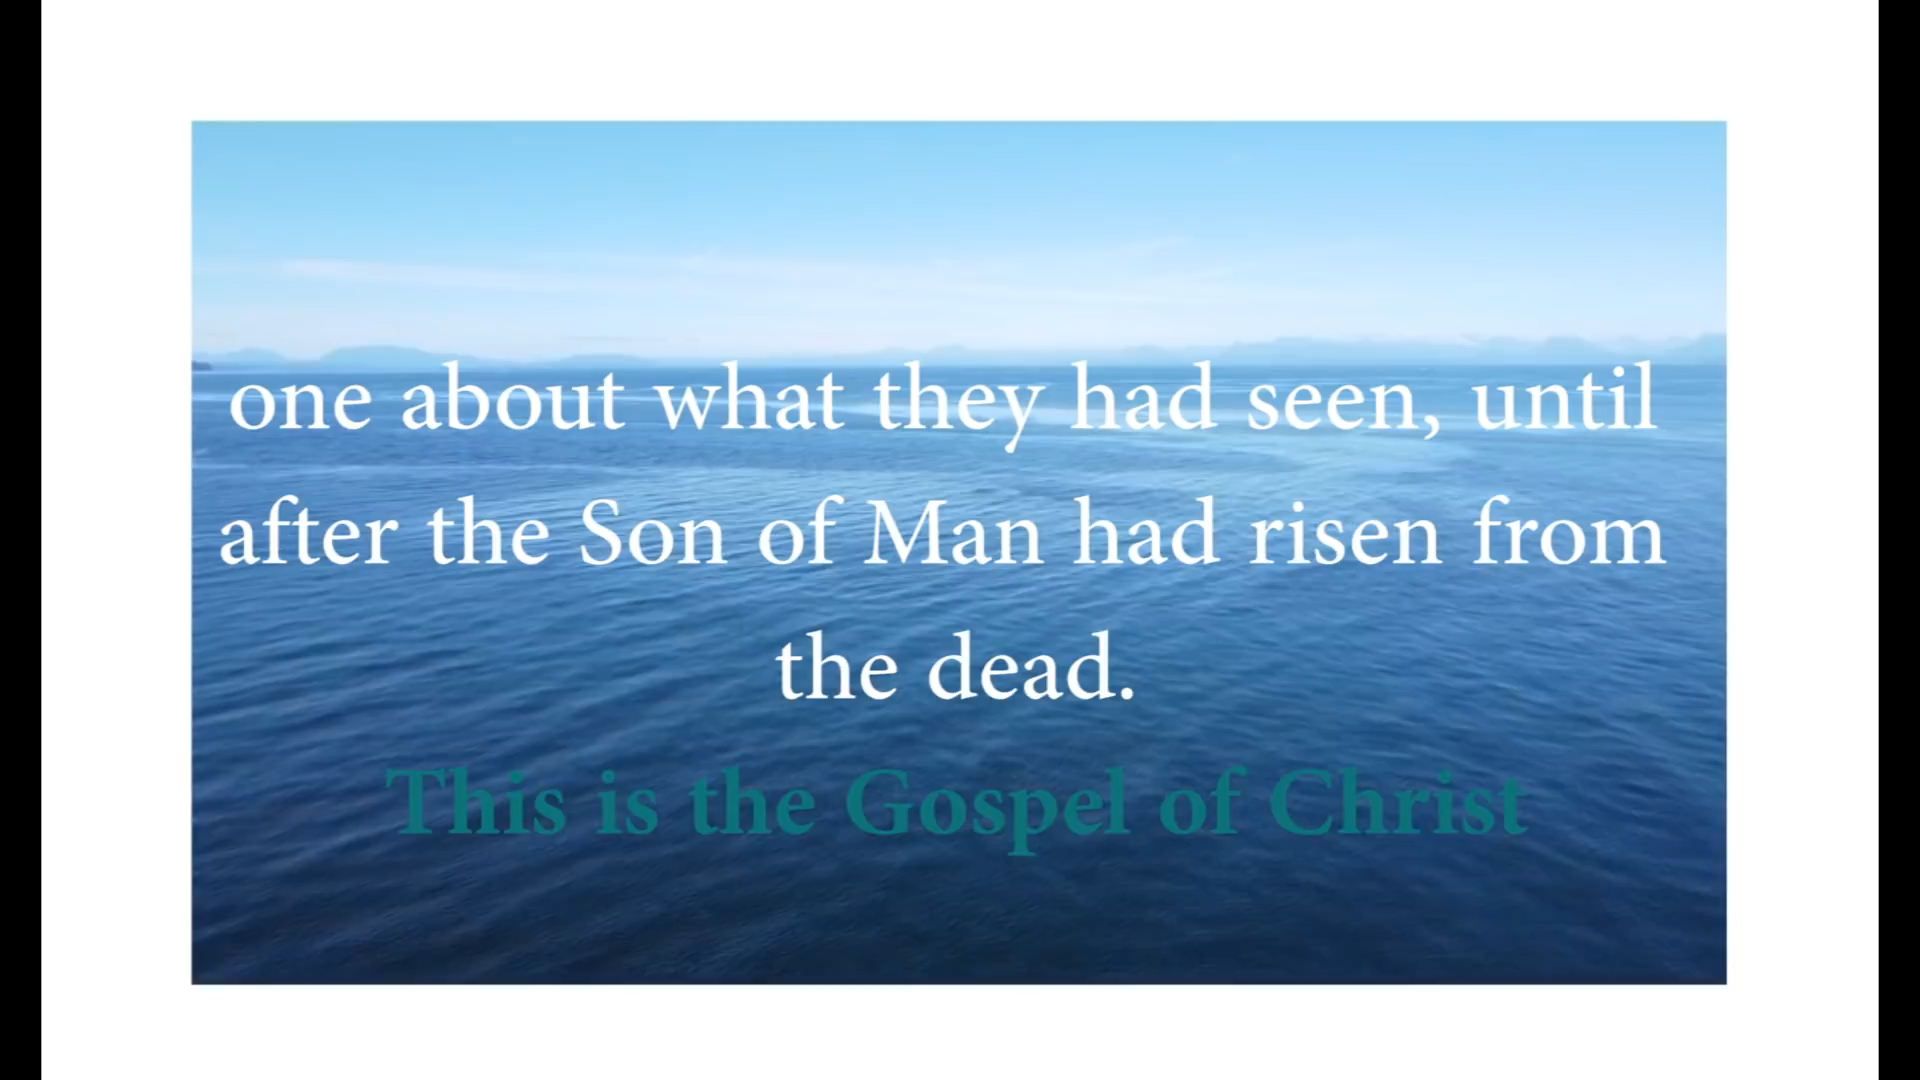 one about what they had seen, until
after the Son of Man had risen from
the dead.
This is the Gospel of Christ